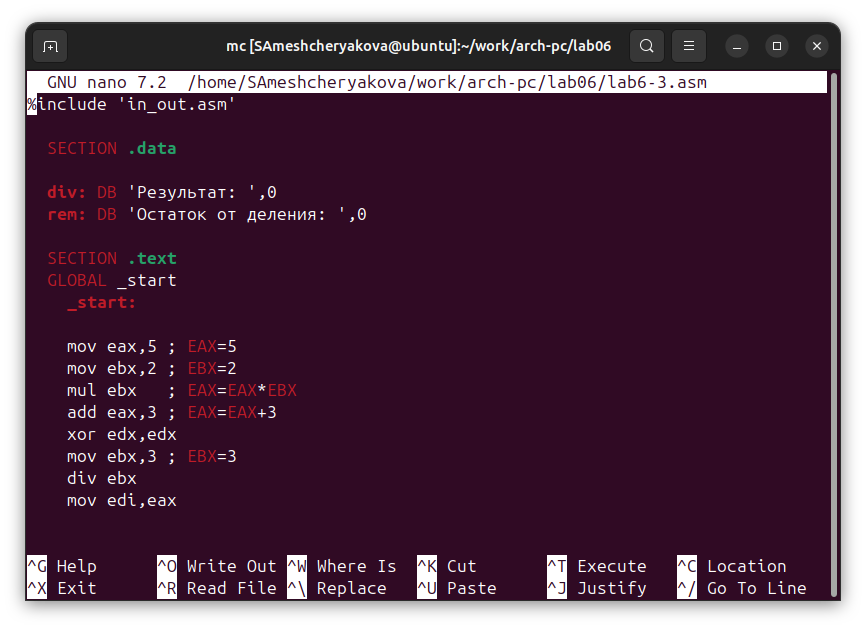 mc [SAmeshcheryakova@ubuntu]:~/work/arch-pc/lab06
GNU nano 7.2  /home/SAmeshcheryakova/work/arch-pc/lab06/lab6-3.asm
%include 'in_out.asm'
SECTION .data
div: DB 'Результат: ',0
rem: DB 'Остаток от деления: ',0
SECTION .text
GLOBAL _start
_start:
mov eax,5 ; EAX=5
mov ebx,2 ; EBX=2
mul ebx   ; EAX=EAX*EBX
add eax,3 ; EAX=EAX+3
xor edx,edx
mov ebx,3 ; EBX=3
div ebx
mov edi,eax
^G Help ^O Write Out ^W Where Is ^K Cut ^T Execute ^C Location
^X Exit ^R Read File ^\ Replace ^U Paste ^J Justify ^/ Go To Line